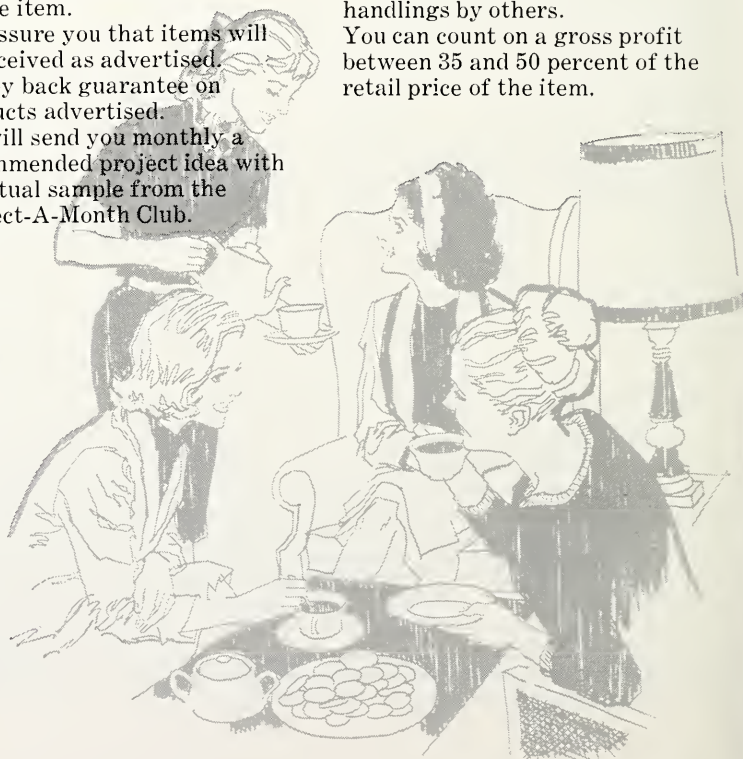 e item.
ssure you that items will
ceived as advertised.
y back guarantee on
ucts advertised.
ill send you monthly a
mmended project idea with
tual sample from the
ect-A-Month Club.
handlings by others.
You can count on a gross profit
between 35 and 50 percent of the
retail price of the item.